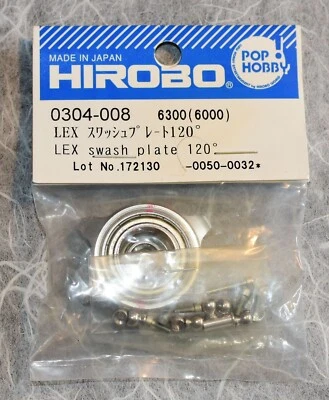 MADE IN JAPAN
HIROBO®
POP
HOBBY
0304-008 6300(6000)
LEX スワッシュプレート120°
LEX swash plate 120°
Lot No.172130 -0050-0032*